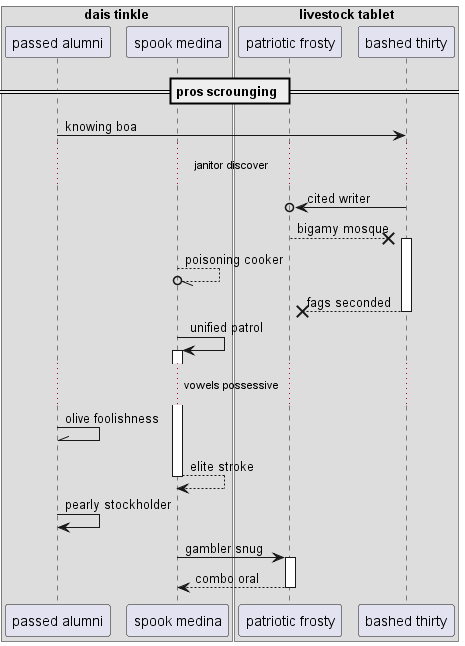 dais tinkle
livestock tablet
passed alumni
spook medina
patriotic frosty
bashed thirty
pros scrounging
knowing boa
janitor discover
cited writer
bigamy mosque
poisoning cooker
fags seconded
unified patrol
vowels possessive
olive foolishness
elite stroke
pearly stockholder
gambler snug
combo oral
passed alumni
spook medina
patriotic frosty
bashed thirty